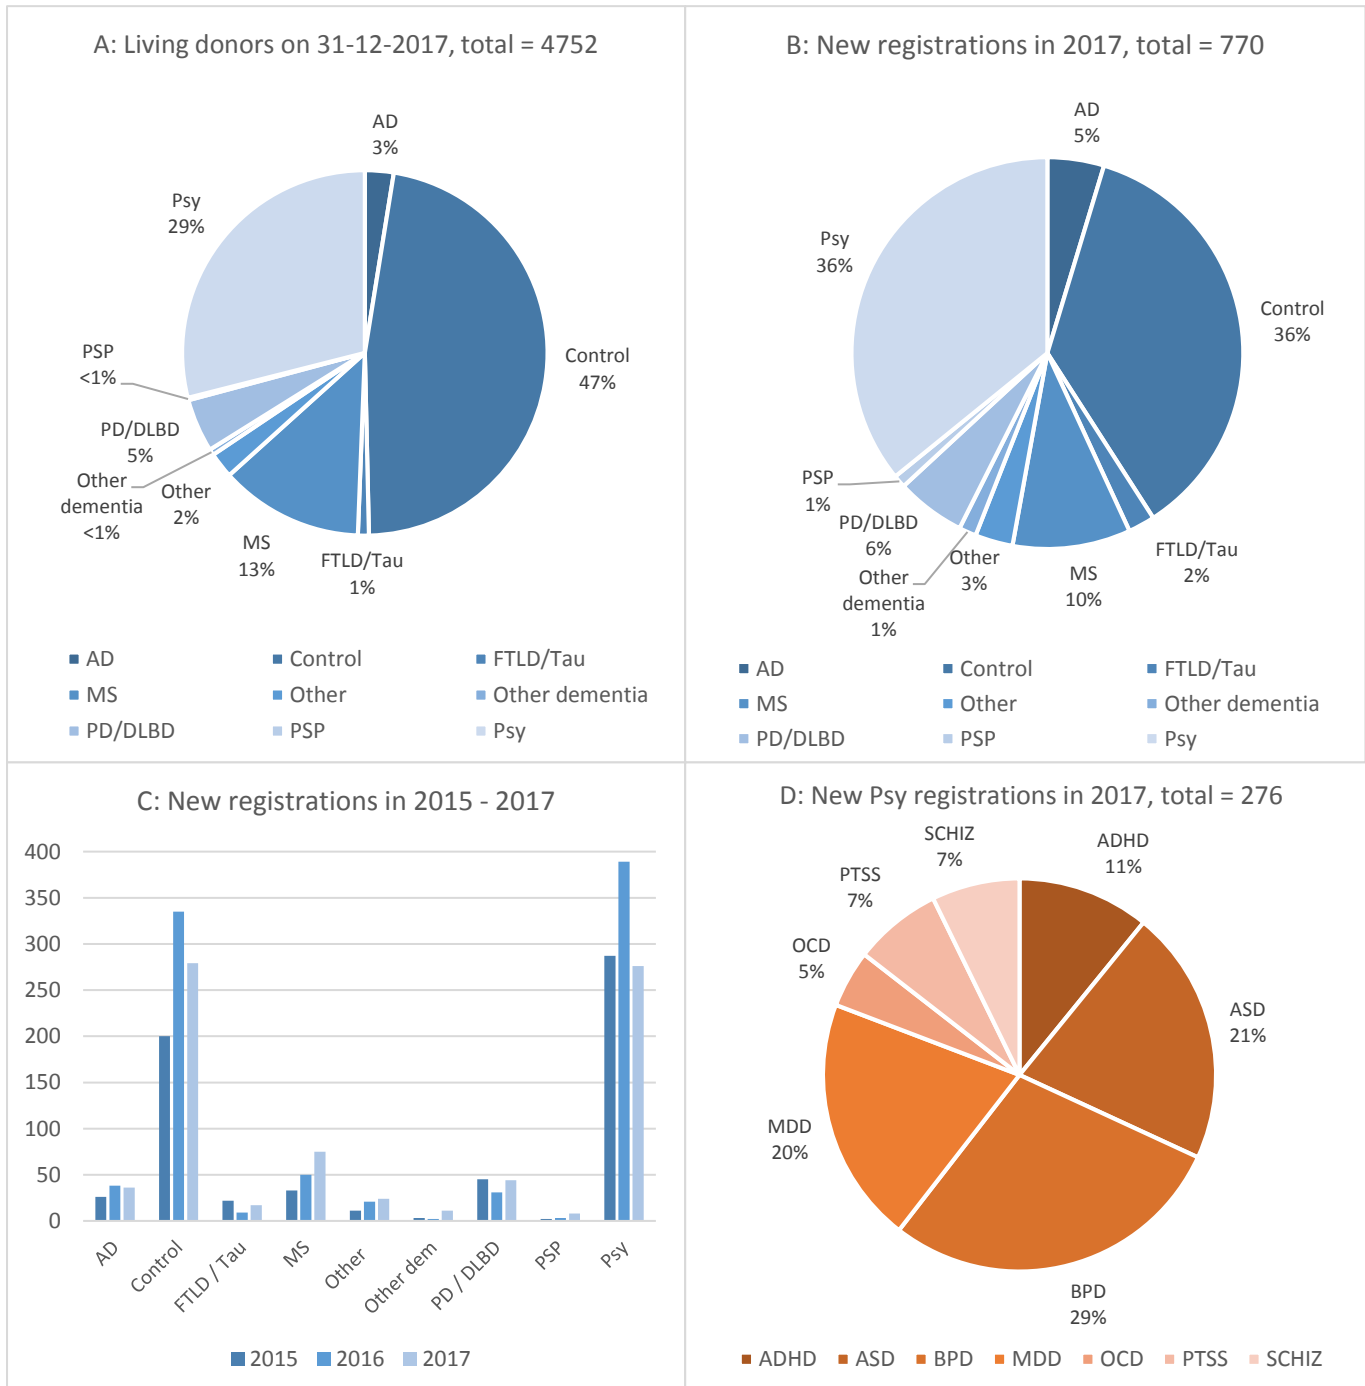 A: Living donors on 31-12-2017, total = 4752
AD
3%
Psy
29%
Control
47%
PSP
<1%
PD/DLBD
5%
Other
dementia
<1%
Other
2%
MS
13%
FTLD/Tau
1%
AD
Control
FTLD/Tau
MS
Other
Other dementia
PD/DLBD
PSP
Psy
B: New registrations in 2017, total = 770
AD
5%
Psy
36%
Control
36%
PSP
1%
PD/DLBD
6%
Other
dementia
1%
Other
3%
MS
10%
FTLD/Tau
2%
AD
Control
FTLD/Tau
MS
Other
Other dementia
PD/DLBD
PSP
Psy
C: New registrations in 2015 - 2017
400
350
300
250
200
150
100
50
0
AD
Control
FTLD / Tau
MS
Other
Other dem
PD / DLBD
PSP
Psy
2015
2016
2017
D: New Psy registrations in 2017, total = 276
SCHIZ
7%
ADHD
11%
PTSS
7%
OCD
5%
ASD
21%
MDD
20%
BPD
29%
ADHD
ASD
BPD
MDD
OCD
PTSS
SCHIZ